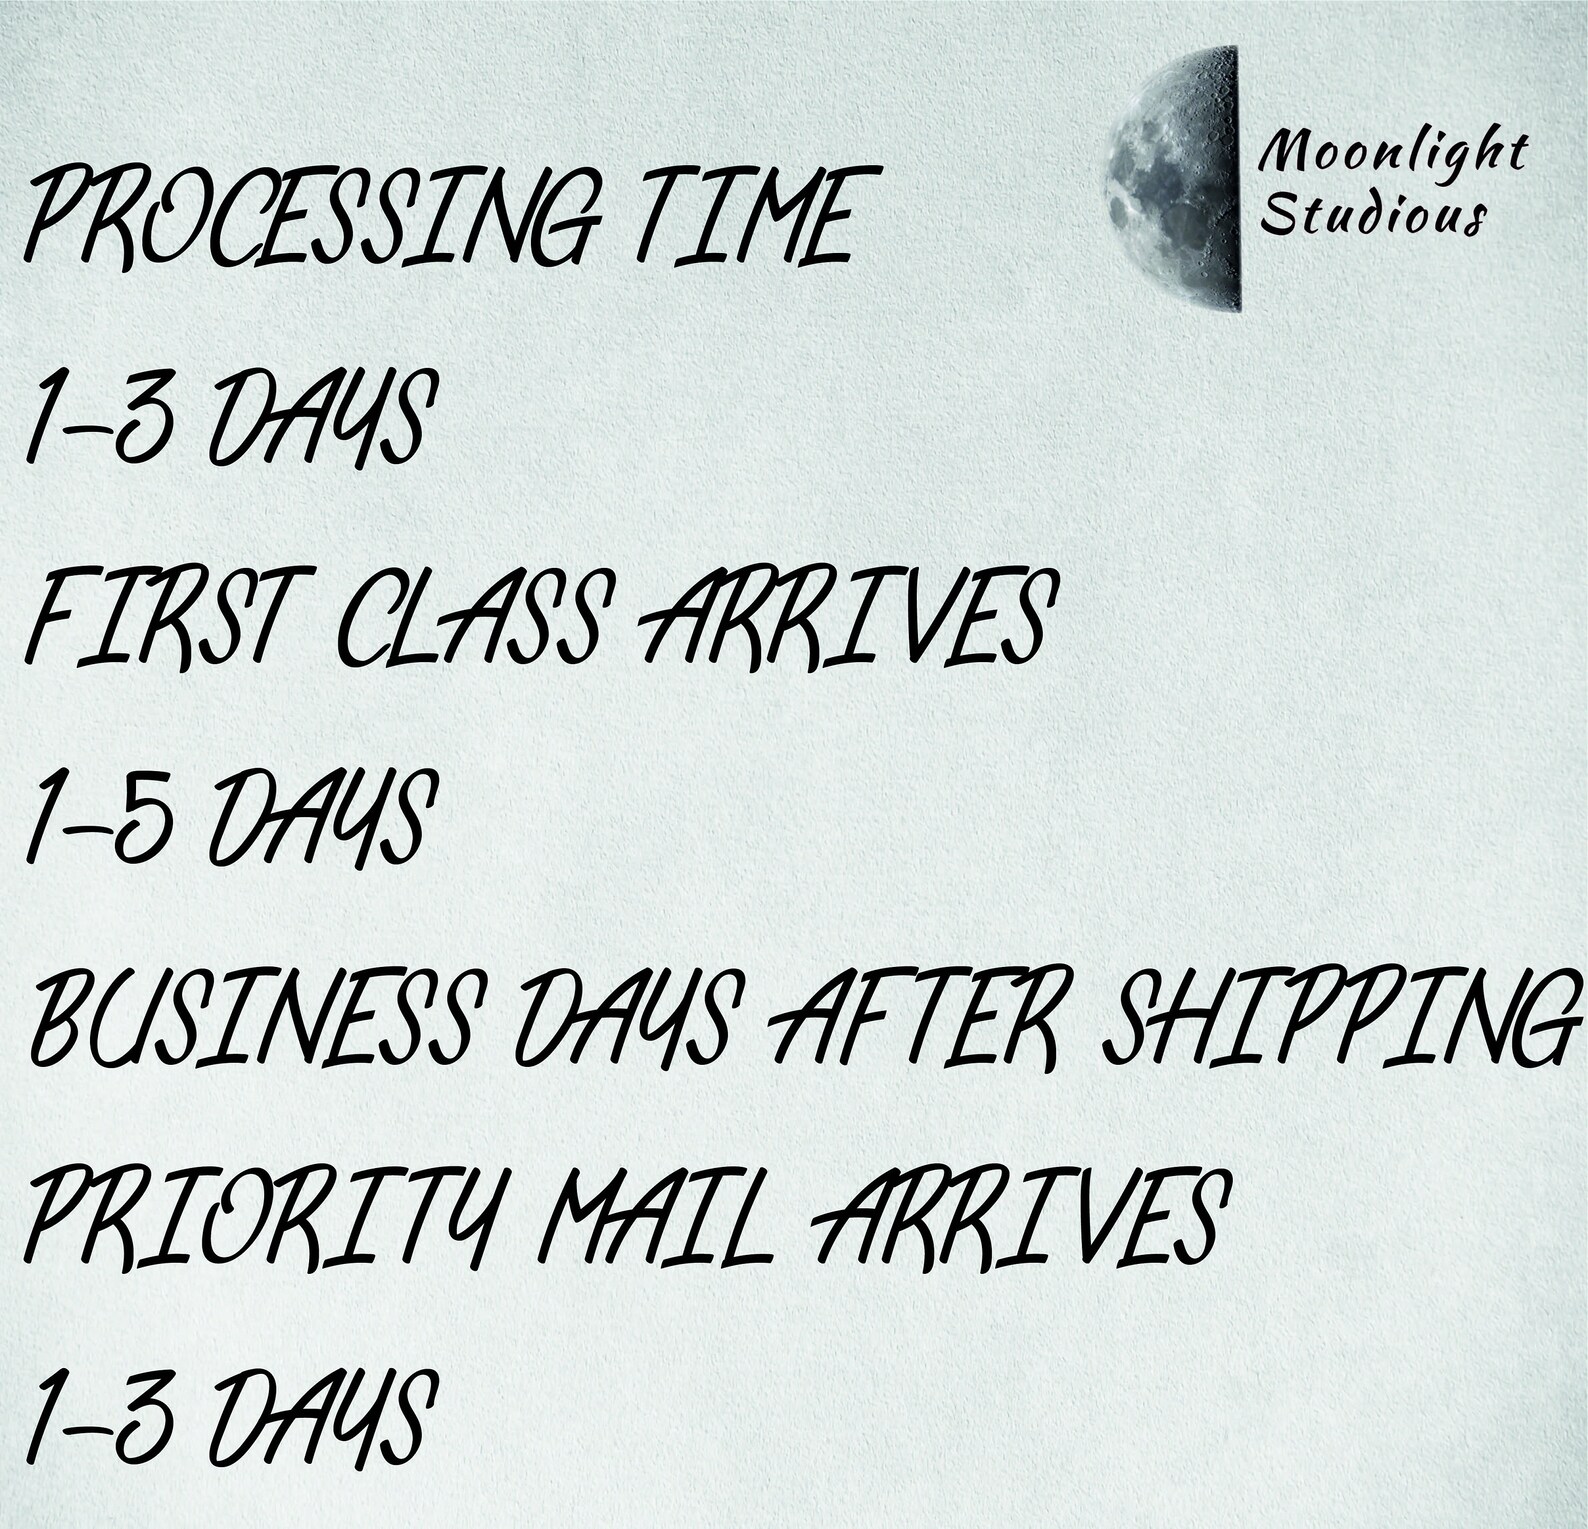 Moonlight
Studious
PROCESSING TIME
1-3 DAYS
FIRST CLASS ARRIVES
1-5 DAYS
BUSINESS DAYS AFTER SHIPPING
PRIORITY MAIL ARRIVES
1-3 DAYS